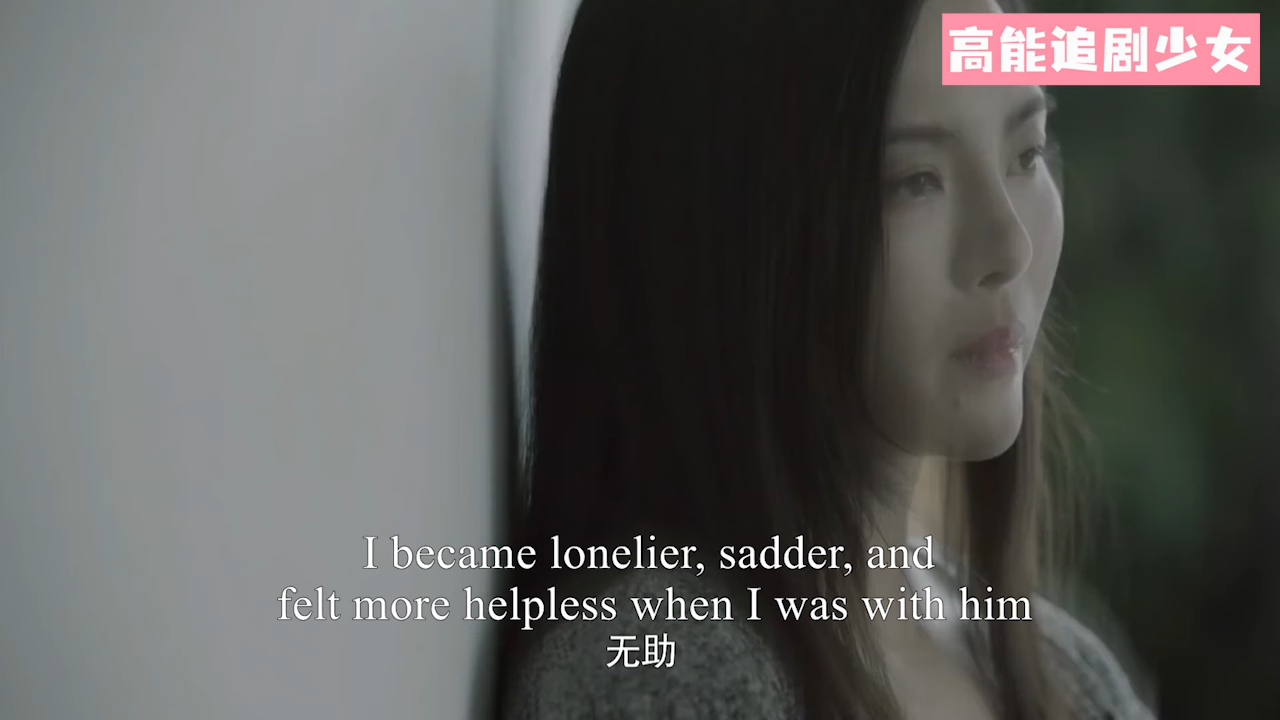 高能追剧少女
I became lonelier, sadder, and
felt more helpless when I was with him
无助